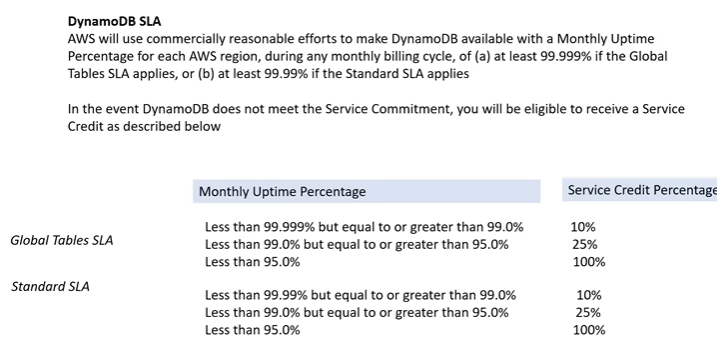 DynamoDB SLA
AWS will use commercially reasonable efforts to make DynamoDB available with a Monthly Uptime
Percentage for each AWS region, during any monthly billing cycle, of (a) at least 99.999% if the Global
Tables SLA applies, or (b) at least 99.99% if the Standard SLA applies
In the event DynamoDB does not meet the Service Commitment, you will be eligible to receive a Service
Credit as described below
Monthly Uptime Percentage Service Credit Percentage
Less than 99.999% but equal to or greater than 99.0% 10%
Global Tables SLA Less than 99.0% but equal to or greater than 95.0% 25%
Less than 95.0% 100%
Standard SLA
Less than 99.99% but equal to or greater than 99.0% 10%
Less than 99.0% but equal to or greater than 95.0% 25%
Less than 95.0% 100%